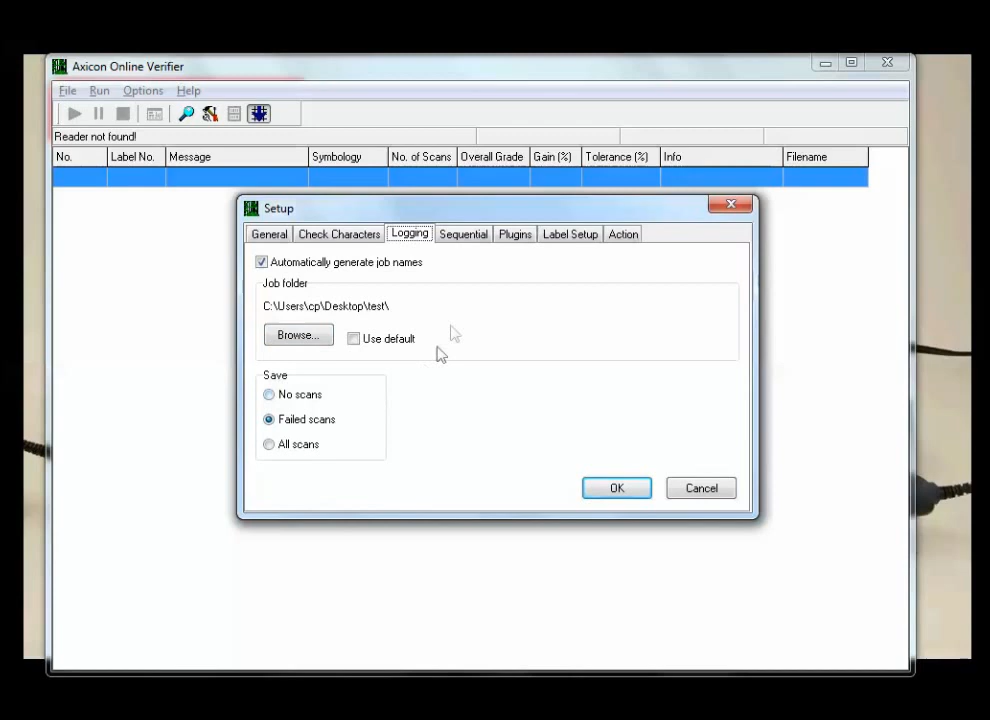 Axicon Online Verifier
File Run Options Help
Reader not found!
No. Label No. Message Symbology No. of Scans Overall Grade Gain (%) Tolerance (%) Info Filename
Setup
General Check Characters Logging Sequential Plugins Label Setup Action
Automatically generate job names
Job folder
C:\Users\cp\Desktop\test\
Browse... Use default
Save
No scans
Failed scans
All scans
OK Cancel